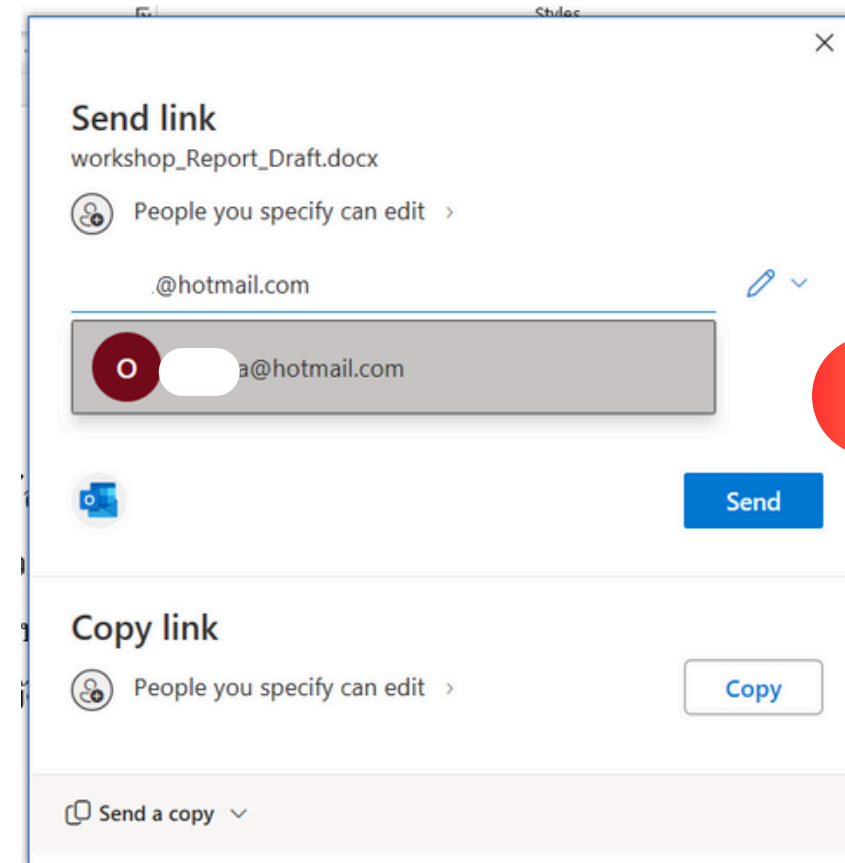 Styles
Send link
workshop_Report_Draft.docx
People you specify can edit
@hotmail.com
O
a@hotmail.com
Send
Copy link
People you specify can edit
Copy
Send a copy